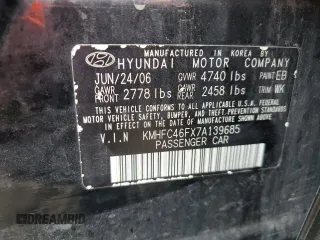 MANUFACTURED IN KOREA BY
HYUNDAI MOTOR COMPANY
JUN/24/06 GVWR 4740 lbs PAINT EB
GAWR FRONT 2778 lbs GAWR REAR 2458 lbs TRIM WK
THIS VEHICLE CONFORMS TO ALL APPLICABLE FEDERAL
MOTOR VEHICLE SAFETY, BUMPER, AND THEFT PREVENTION
STANDARDS IN EFFECT ON THE DATE OF MANUFACTURE
SHOWN ABOVE.
V.I.N KMHFC46FX7A139685
PASSENGER CAR
AUTOBIDMASTER